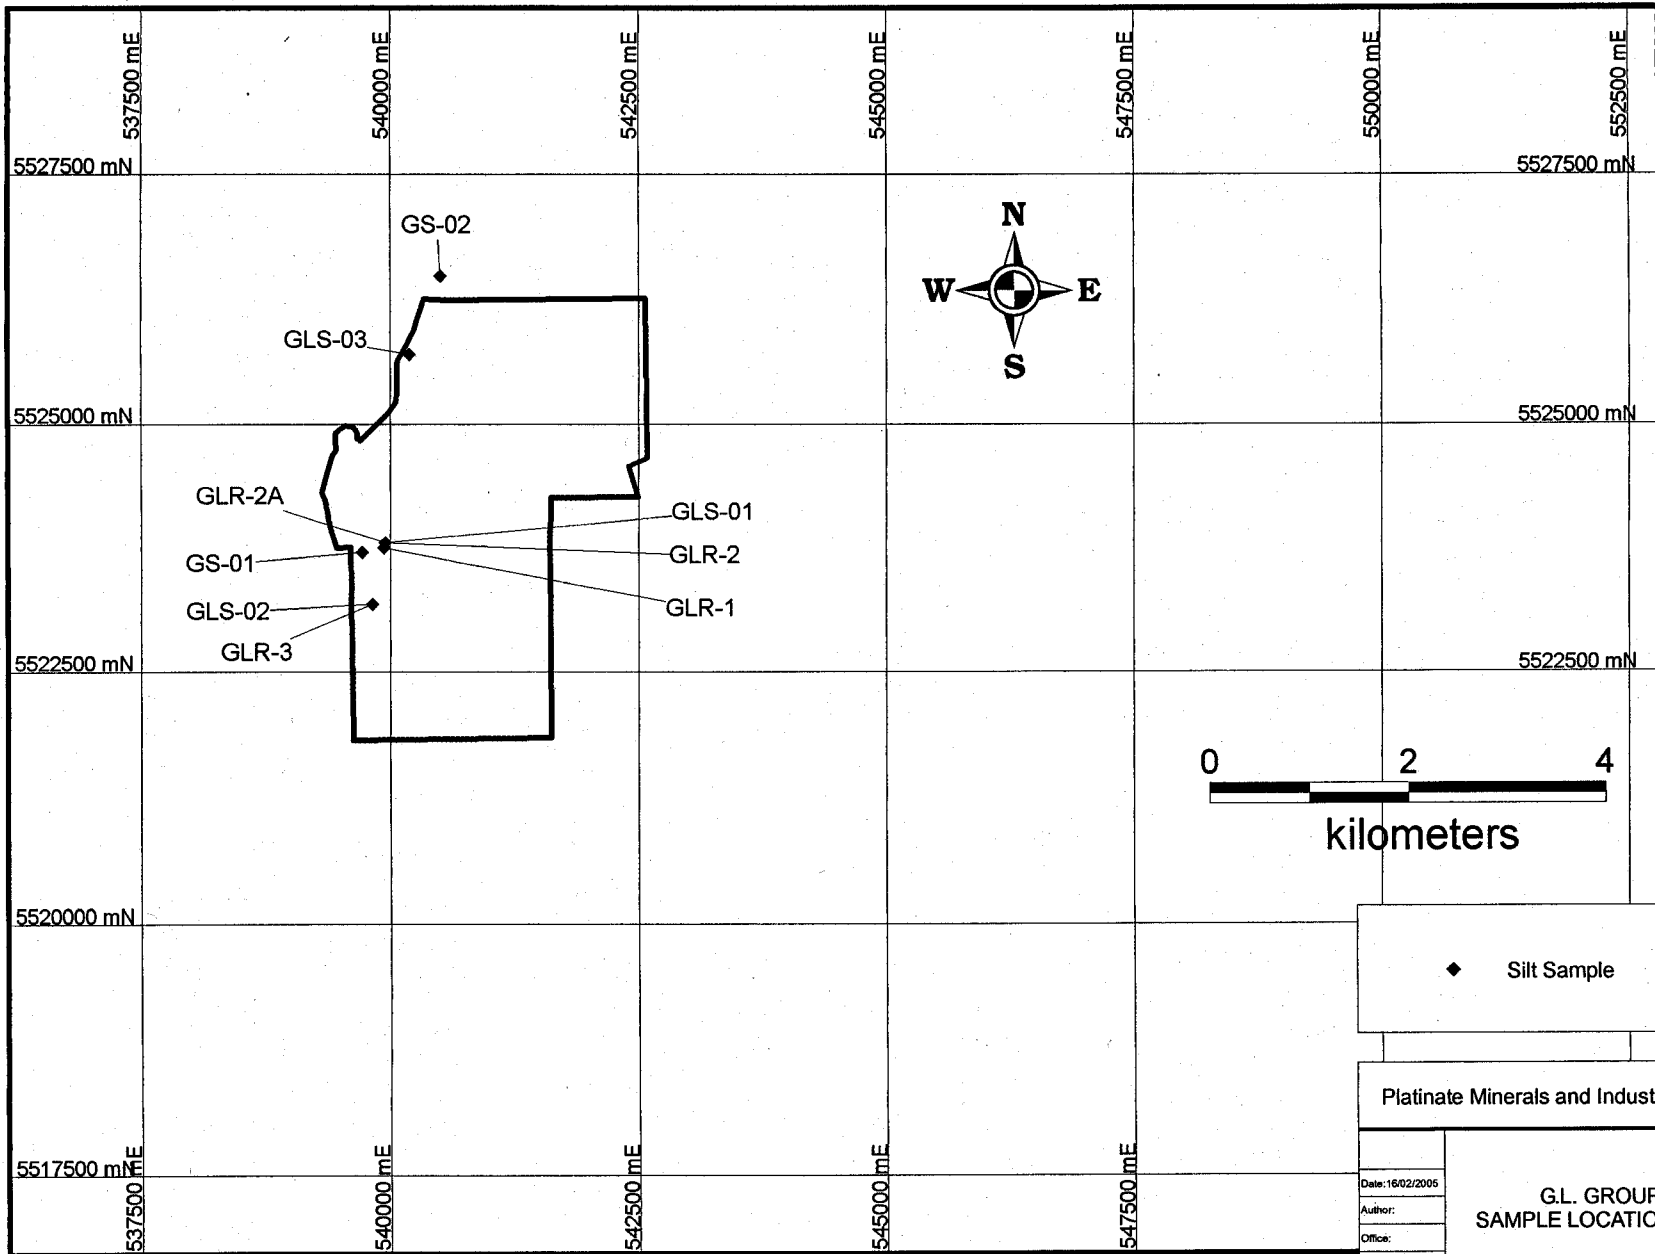 537500 mE
540000 mE
542500 mE
545000 mE
547500 mE
550000 mE
552500 mE
5527500 mN
5527500 mN
GS-02
N
W
E
S
GLS-03
5525000 mN
5525000 mN
GLR-2A
GLS-01
GS-01
GLR-2
GLS-02
GLR-1
GLR-3
5522500 mN
5522500 mN
0 2 4
kilometers
5520000 mN
Silt Sample
Platinate Minerals and Indust
5517500 mN
537500 mE
540000 mE
542500 mE
545000 mE
547500 mE
Date:16/02/2005
Author:
Office:
G.L. GROUP
SAMPLE LOCATIO